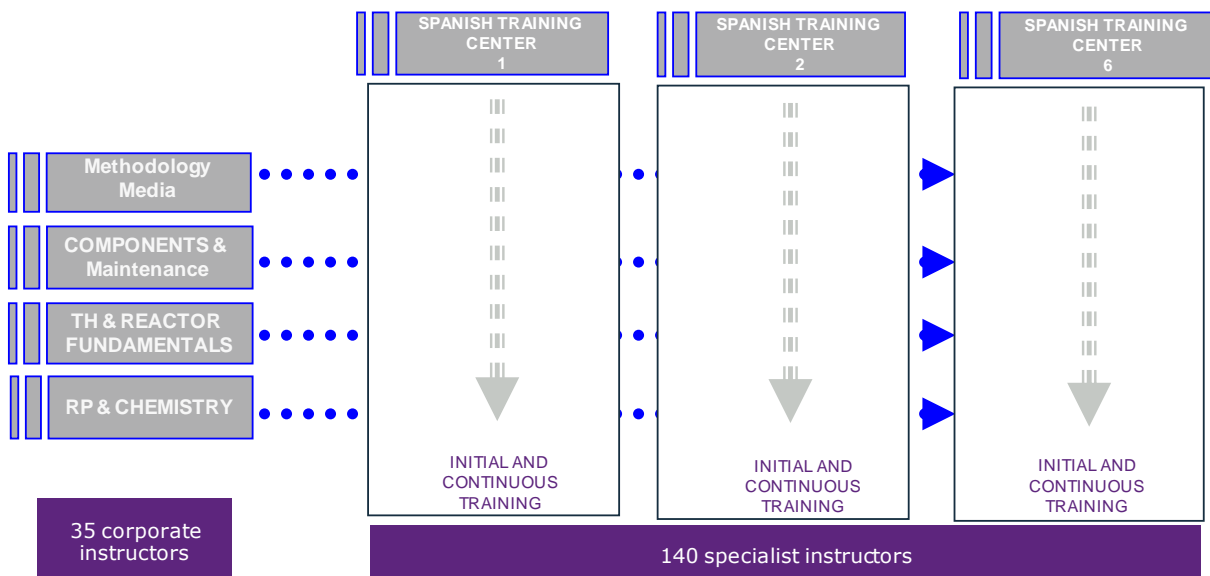 SPANISH TRAINING
CENTER
1
SPANISH TRAINING
CENTER
2
SPANISH TRAINING
CENTER
6
Methodology
Media
COMPONENTS &
Maintenance
TH & REACTOR
FUNDAMENTALS
RP & CHEMISTRY
INITIAL AND
CONTINUOUS
TRAINING
INITIAL AND
CONTINUOUS
TRAINING
INITIAL AND
CONTINUOUS
TRAINING
35 corporate
instructors
140 specialist instructors